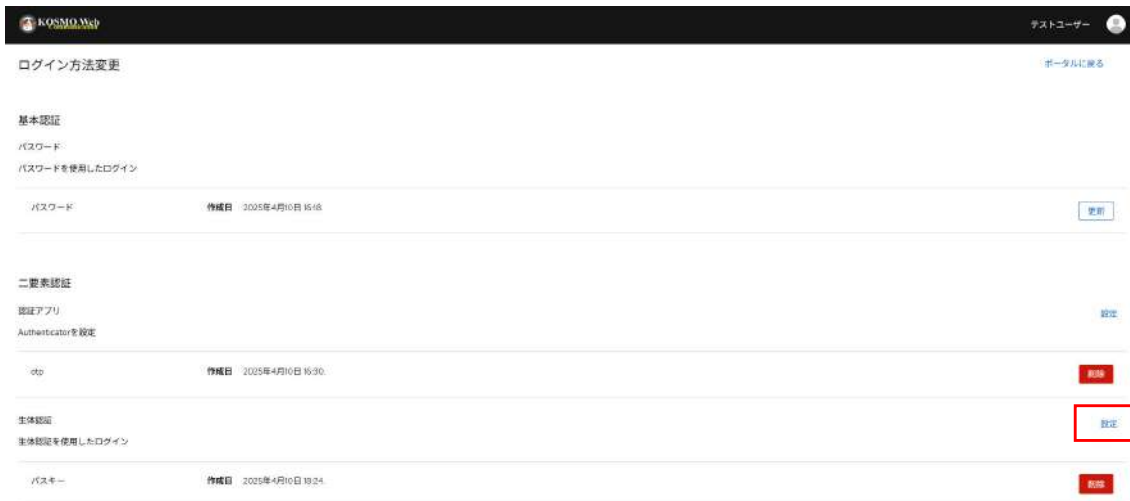 KOSMO Web
Communication
テストユーザー
ログイン方法変更
ポータルに戻る
基本認証
パスワード
パスワードを使用したログイン
パスワード 作成日 2025年4月10日 16:18.
更新
二要素認証
認証アプリ
設定
Authenticatorを設定
otp 作成日 2025年4月10日 16:30.
削除
生体認証
設定
生体認証を使用したログイン
パスキー 作成日 2025年4月10日 18:24.
削除